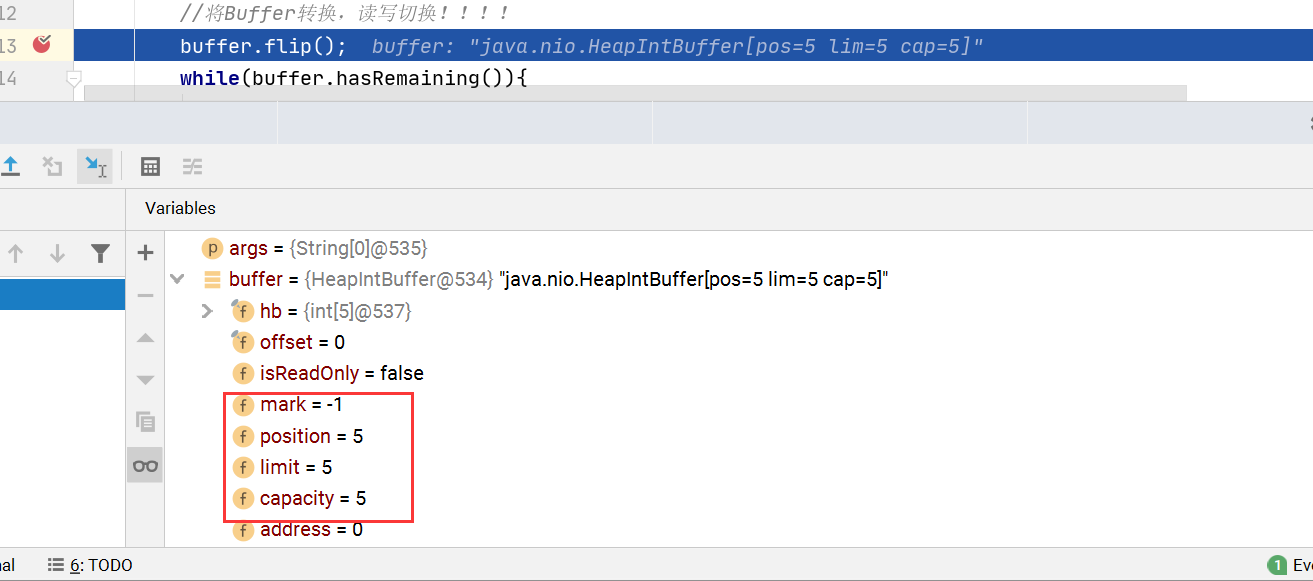 12 //将Buffer转换，读写切换！！！！
13 buffer.flip(); buffer: "java.nio.HeapIntBuffer[pos=5 lim=5 cap=5]"
14 while(buffer.hasRemaining()){
Variables
p args = {String[0]@535}
buffer = {HeapIntBuffer@534} "java.nio.HeapIntBuffer[pos=5 lim=5 cap=5]"
f hb = {int[5]@537}
f offset = 0
f isReadOnly = false
f mark = -1
f position = 5
f limit = 5
f capacity = 5
f address = 0
6: TODO
1